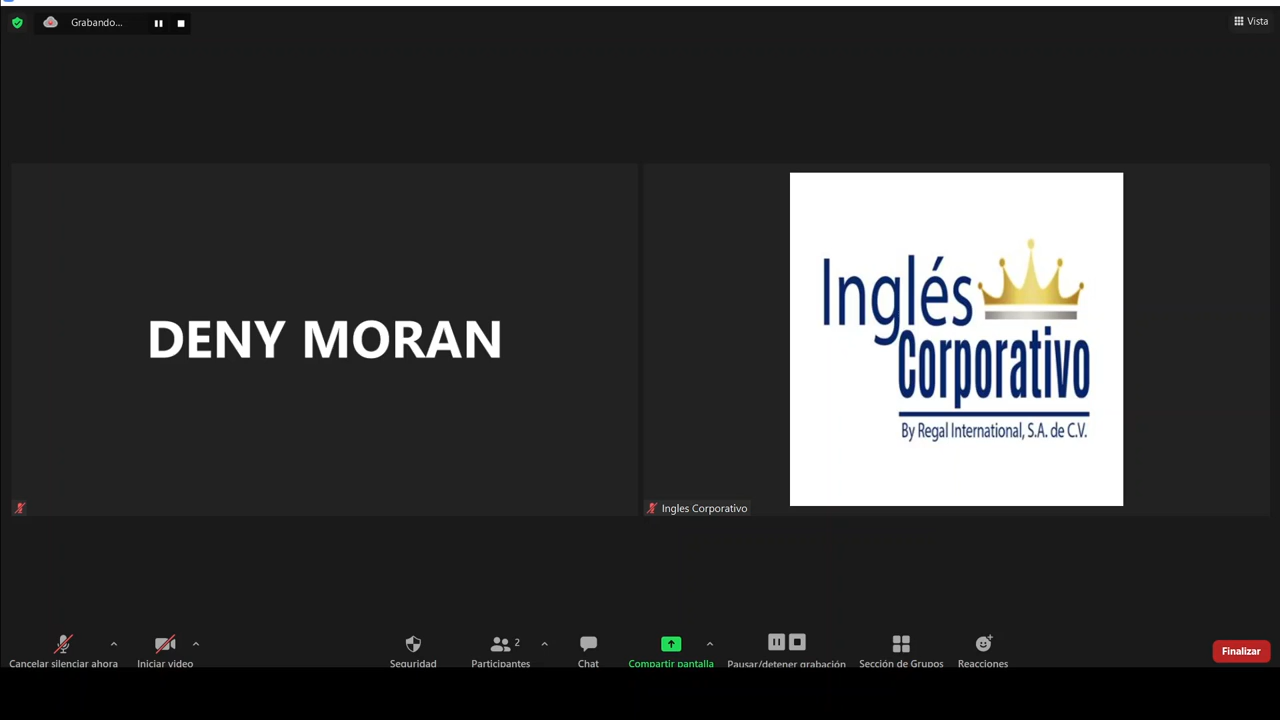 Grabando...
Vista
DENY MORAN
Inglés
Corporativo
By Regal International, S.A. de C.V.
Ingles Corporativo
Cancelar silenciar ahora
Iniciar video
Seguridad
Participantes
2
Chat
Compartir pantalla
Pausar/detener grabación
Sección de Grupos
Reacciones
Finalizar